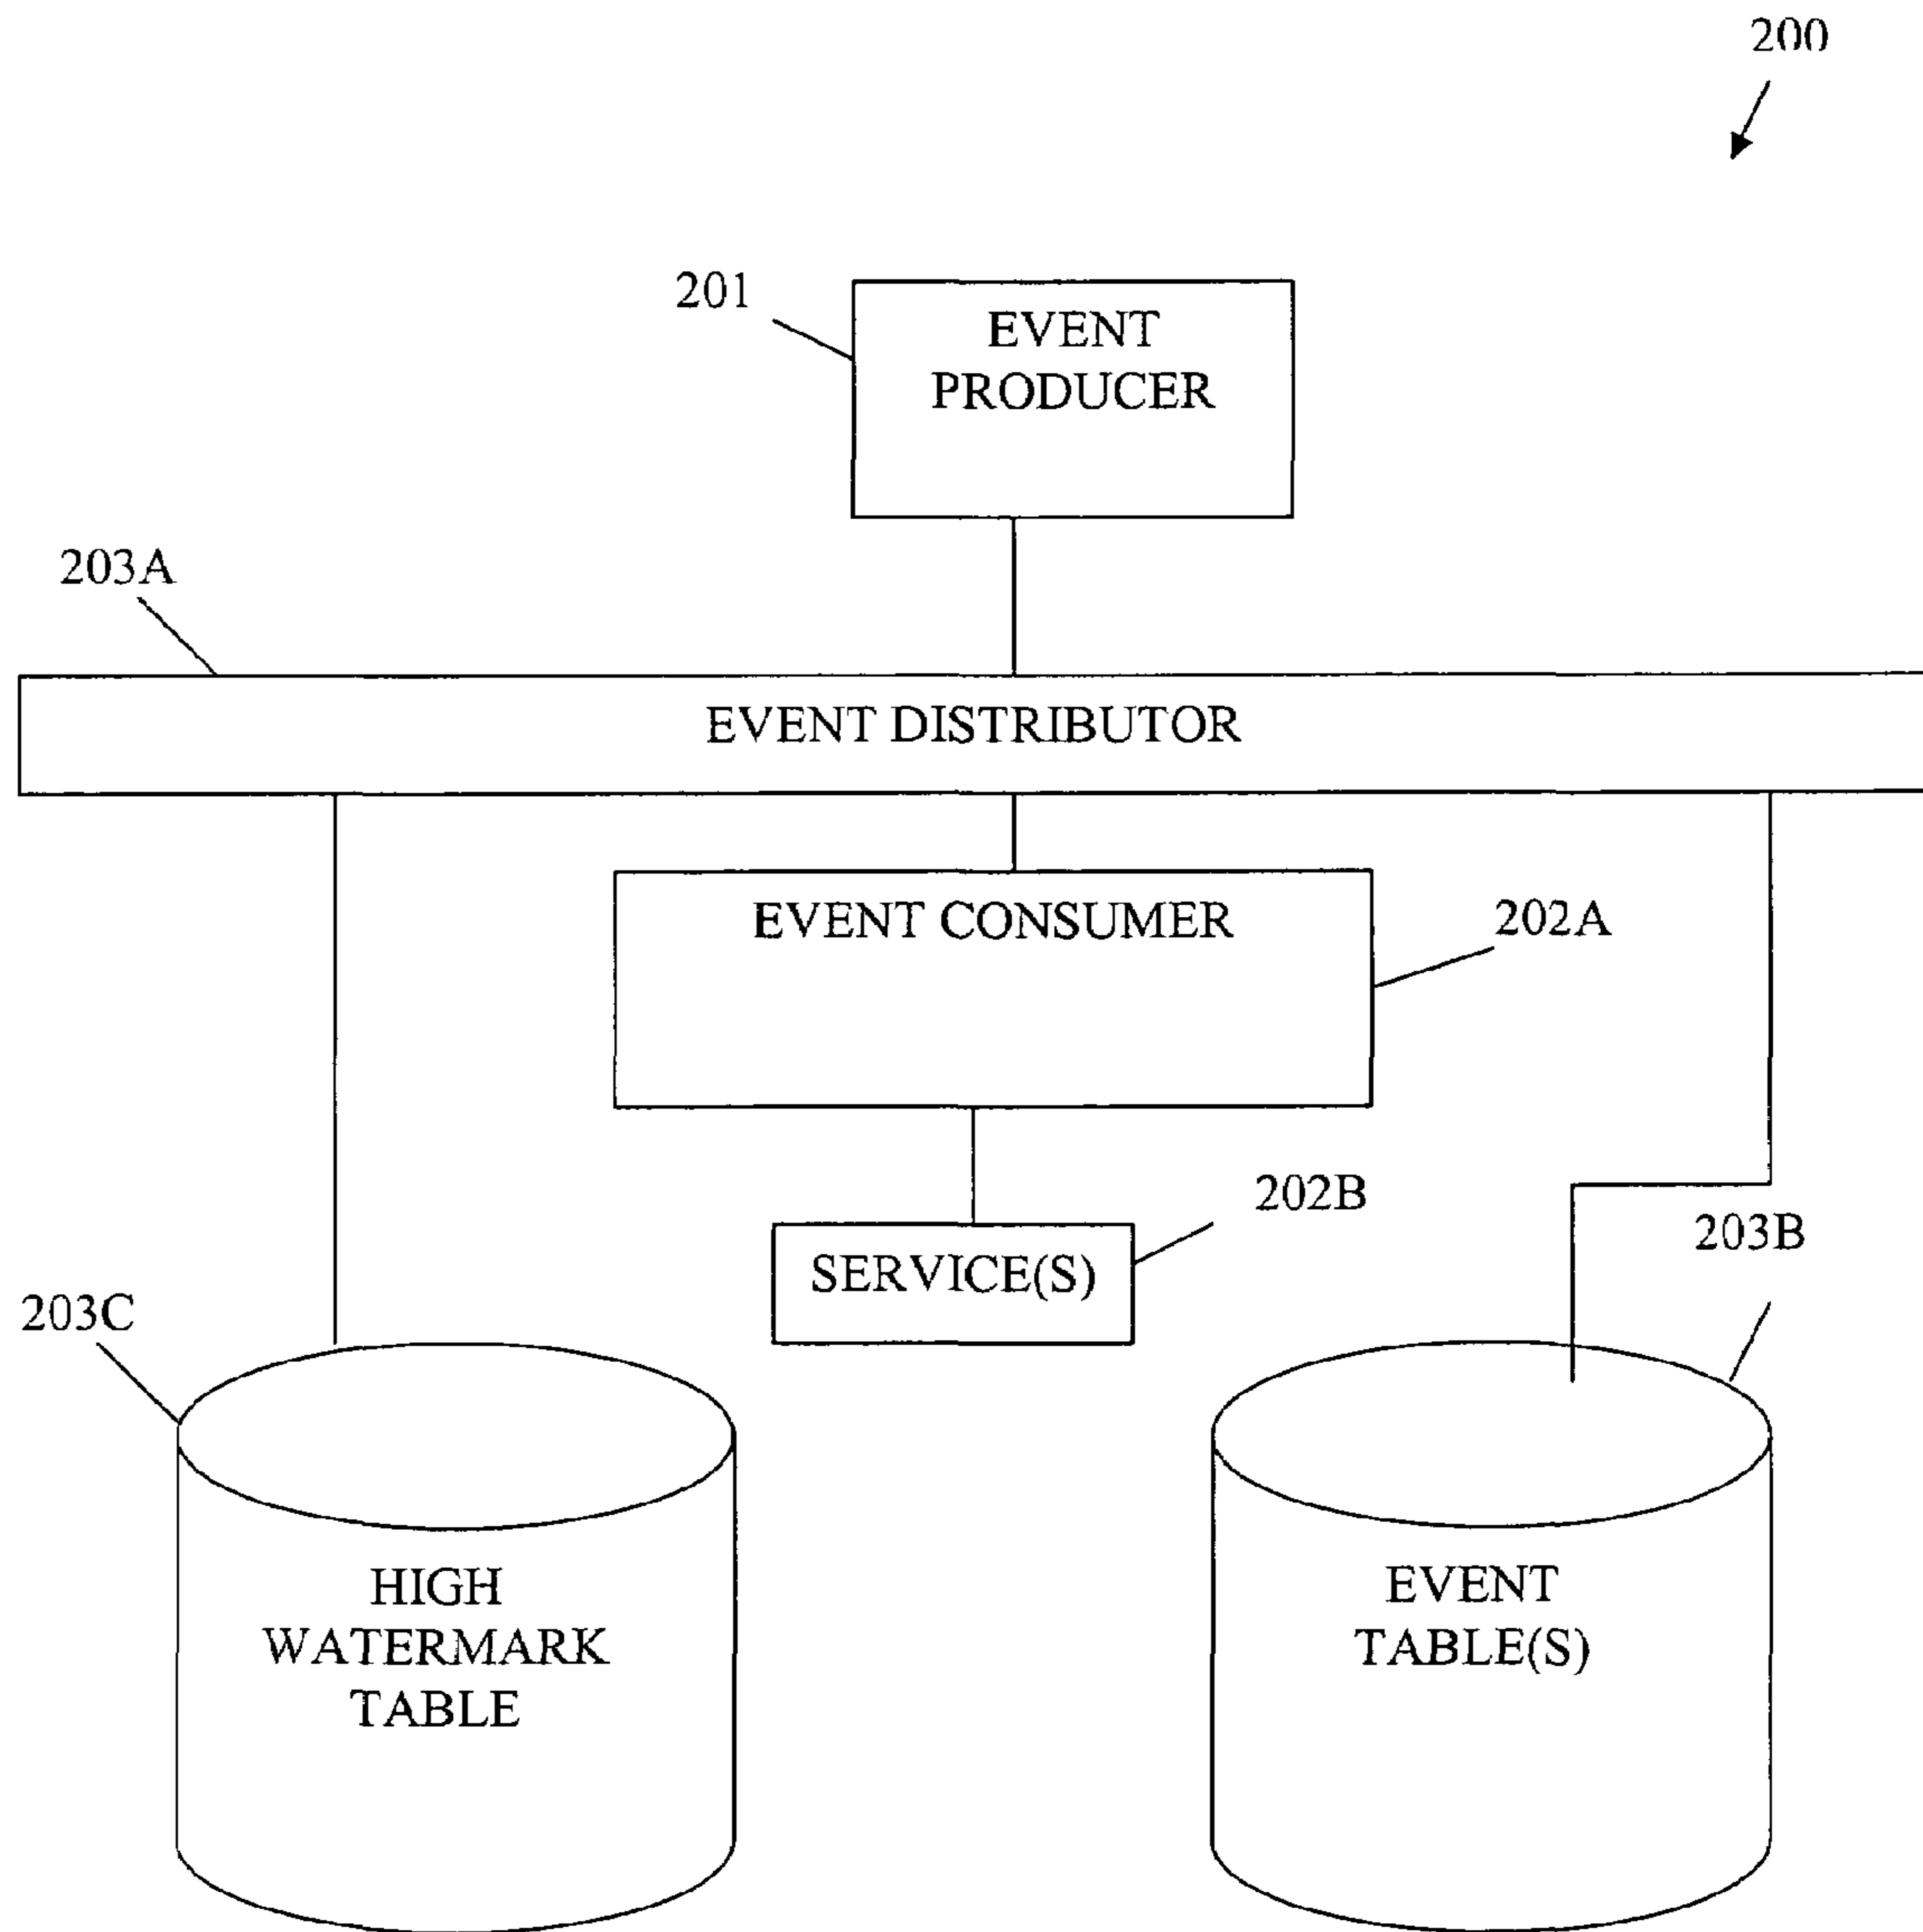 200
201
EVENT
PRODUCER
203A
EVENT DISTRIBUTOR
EVENT CONSUMER
202A
202B
SERVICE(S)
203B
203C
HIGH
WATERMARK
TABLE
EVENT
TABLE(S)